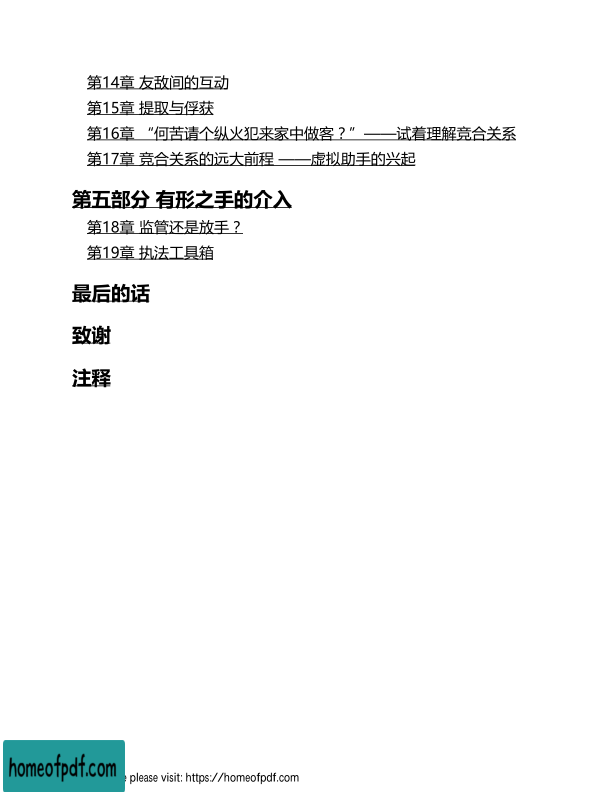 第14章 友敌间的互动
第15章 提取与俘获
第16章 “何苦请个纵火犯来家中做客？”——试着理解竞合关系
第17章 竞合关系的远大前程 ——虚拟助手的兴起
第五部分 有形之手的介入
第18章 监管还是放手？
第19章 执法工具箱
最后的话
致谢
注释
homeofpdf.com
please visit: https://homeofpdf.com